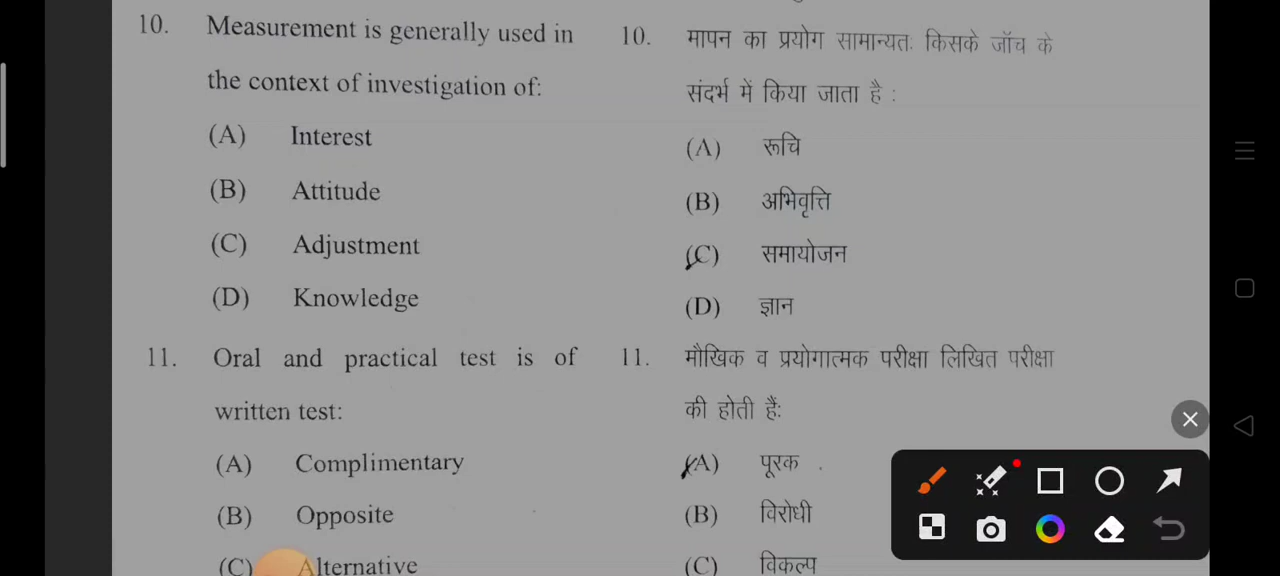 10. Measurement is generally used in
the context of investigation of:
(A) Interest
(B) Attitude
(C) Adjustment
(D) Knowledge
11. Oral and practical test is of
written test:
(A) Complimentary
(B) Opposite
(C) Alternative
10. मापन का प्रयोग सामान्यतः किसके जाँच के
संदर्भ में किया जाता है :
(A) रूचि
(B) अभिवृत्ति
(C) समायोजन
(D) ज्ञान
11. मौखिक व प्रयोगात्मक परीक्षा लिखित परीक्षा
की होती हैं:
(A) पूरक
(B) विरोधी
(C) विकल्प